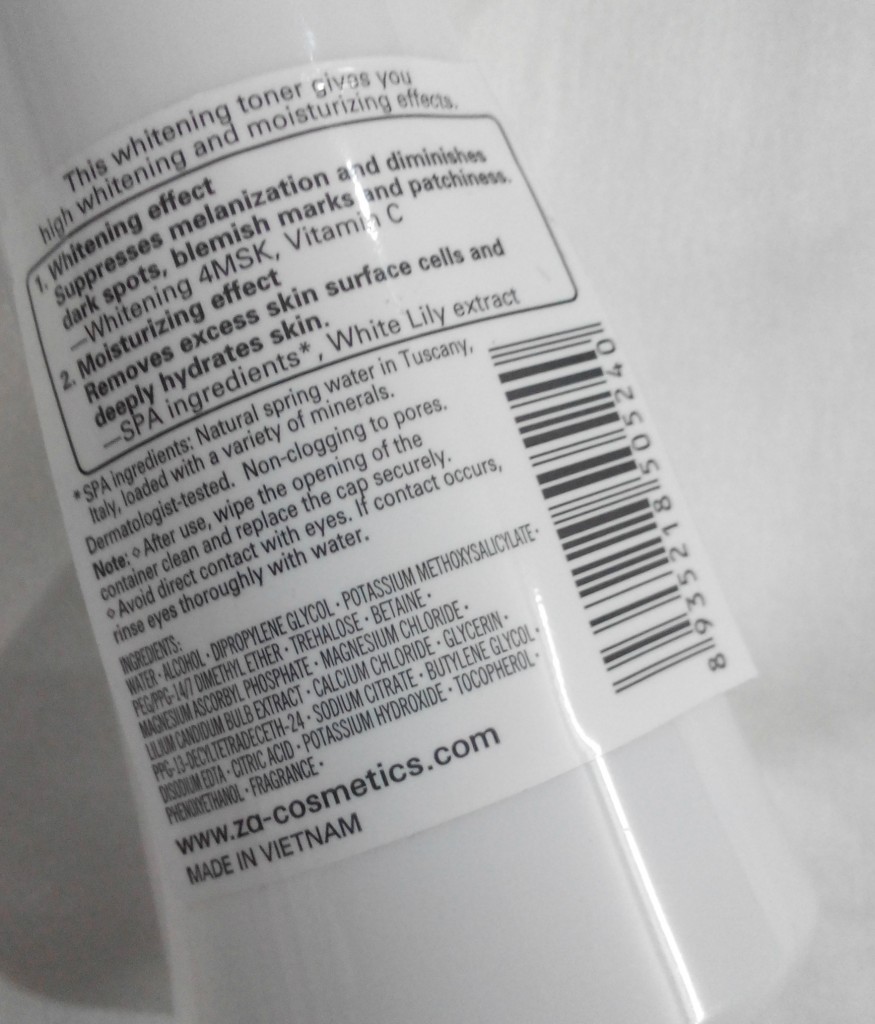 This whitening toner gives you
high whitening and moisturizing effects.
1. Whitening effect
Suppresses melanization and diminishes
dark spots, blemish marks and patchiness.
—Whitening 4MSK, Vitamin C
2. Moisturizing effect
Removes excess skin surface cells and
deeply hydrates skin.
—SPA ingredients*, White Lily extract
*SPA ingredients: Natural spring water in Tuscany,
Italy, loaded with a variety of minerals.
Dermatologist-tested. Non-clogging to pores.
Note: ⋄ After use, wipe the opening of the
container clean and replace the cap securely.
⋄ Avoid direct contact with eyes. If contact occurs,
rinse eyes thoroughly with water.
INGREDIENTS:
WATER · ALCOHOL · DIPROPYLENE GLYCOL · POTASSIUM METHOXYSALICYLATE ·
PEG/PPG-14/7 DIMETHYL ETHER · TREHALOSE · BETAINE ·
MAGNESIUM ASCORBYL PHOSPHATE · MAGNESIUM CHLORIDE ·
LILIUM CANDIDUM BULB EXTRACT · CALCIUM CHLORIDE · GLYCERIN ·
PPG-13-DECYLTETRADECETH-24 · SODIUM CITRATE · BUTYLENE GLYCOL ·
DISODIUM EDTA · CITRIC ACID · POTASSIUM HYDROXIDE · TOCOPHEROL ·
PHENOXYETHANOL · FRAGRANCE ·
www.za-cosmetics.com
MADE IN VIETNAM
8 935218 505240